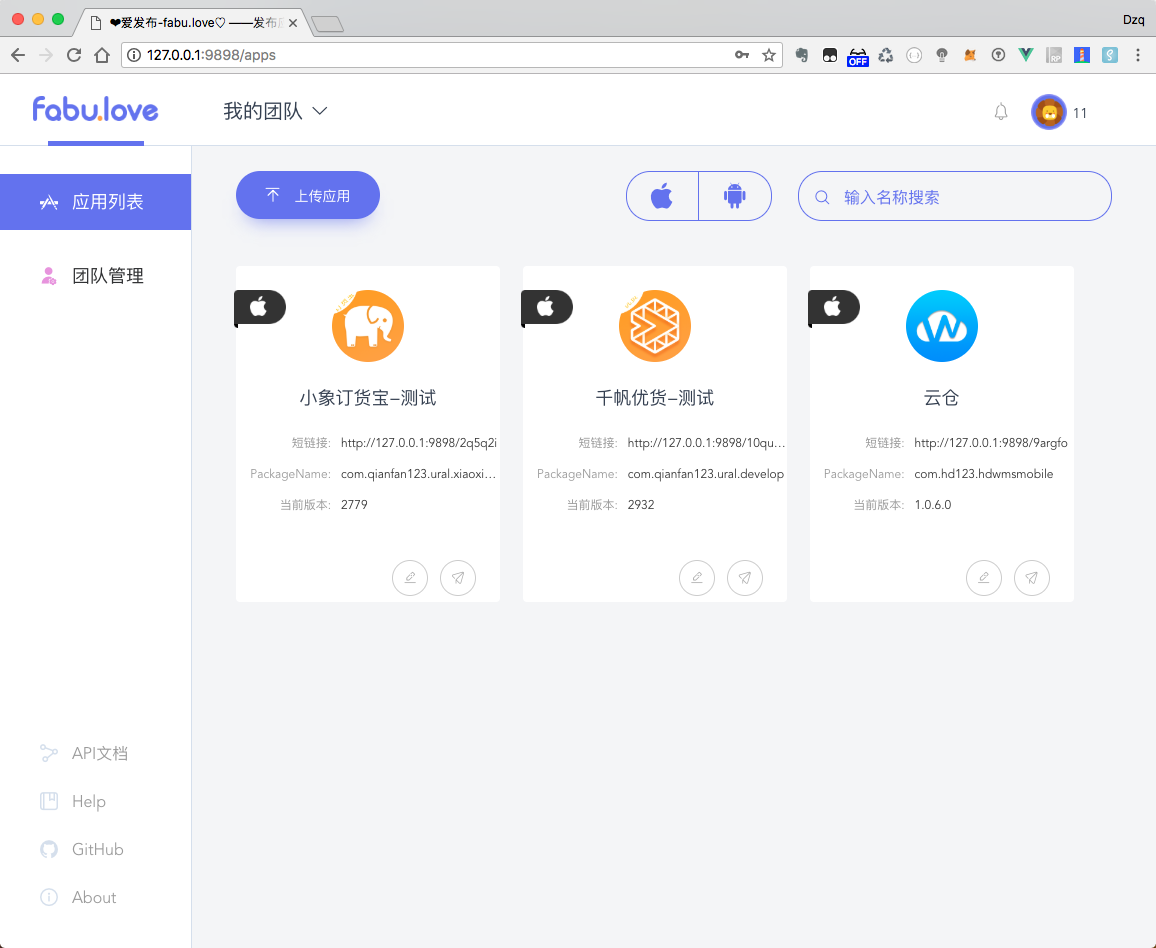 ❤爱发布-fabu.love♡ ——发布
Dzq
127.0.0.1:9898/apps
OFF
RP
fabu.love
我的团队
11
应用列表
上传应用
输入名称搜索
团队管理
小象订货宝-测试
短链接: http://127.0.0.1:9898/2q5q2i
PackageName: com.qianfan123.ural.xiaoxi...
当前版本: 2779
千帆优货-测试
短链接: http://127.0.0.1:9898/10qu...
PackageName: com.qianfan123.ural.develop
当前版本: 2932
云仓
短链接: http://127.0.0.1:9898/9argfo
PackageName: com.hd123.hdwmsmobile
当前版本: 1.0.6.0
API文档
Help
GitHub
About